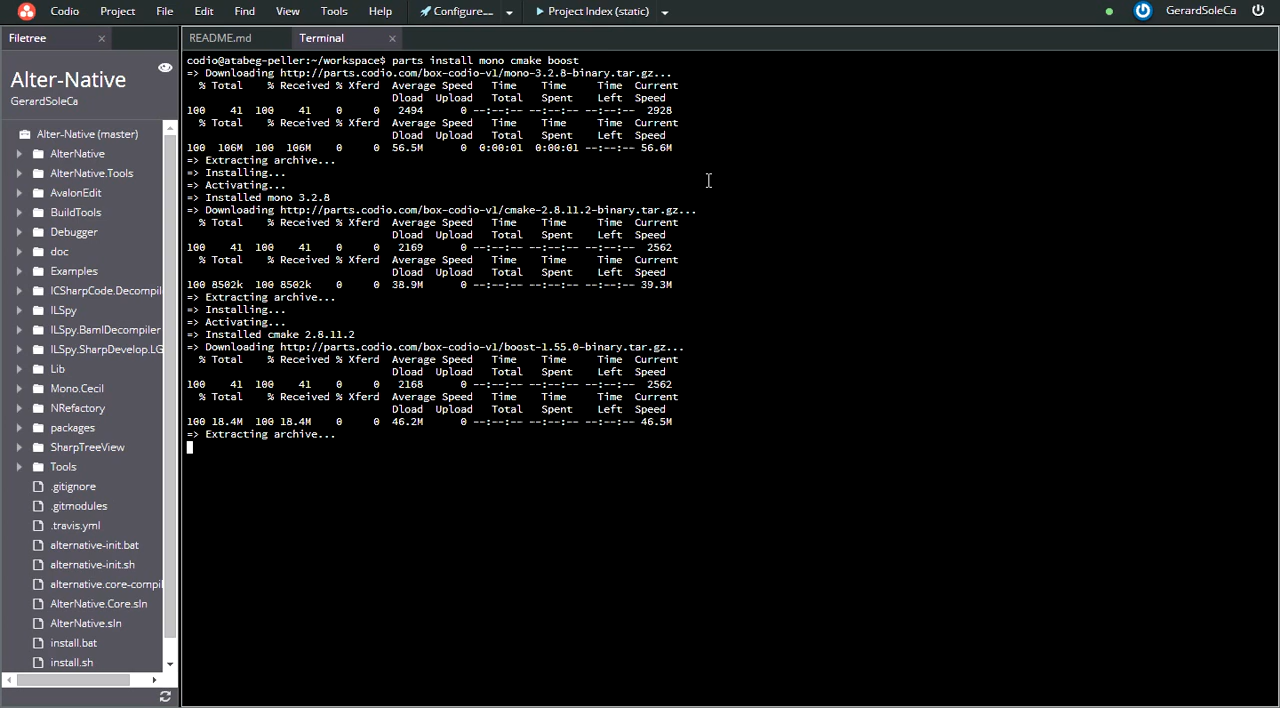 Codio Project File Edit View Find View Tools Help Configure... Project Index (static) GerardSoleCa
Filetree README.md Terminal
Alter-Native
GerardSoleCa
Alter-Native (master)
AlterNative
AlterNative.Tools
AvalonEdit
BuildTools
Debugger
doc
Examples
ICSharpCode.Decompil
ILSpy
ILSpy.BamlDecompiler
ILSpy.SharpDevelop.LG
Lib
Mono.Cecil
NRefactory
packages
SharpTreeView
Tools
.gitignore
.gitmodules
.travis.yml
alternative-init.bat
alternative-init.sh
alternative.core-compil
AlterNative.Core.sln
AlterNative.sln
install.bat
install.sh
codio@atabeg-peller:~/workspace$ parts install mono cmake boost
=> Downloading http://parts.codio.com/box-codio-v1/mono-3.2.8-binary.tar.gz...
% Total % Received % Xferd Average Speed Time Time Time Current
Dload Upload Total Spent Left Speed
100 41 100 41 0 0 2494 0 --:--:-- --:--:-- --:--:-- 2928
% Total % Received % Xferd Average Speed Time Time Time Current
Dload Upload Total Spent Left Speed
100 106M 100 106M 0 0 56.5M 0 0:00:01 0:00:01 --:--:-- 56.6M
=> Extracting archive...
=> Installing...
=> Activating...
=> Installed mono 3.2.8
=> Downloading http://parts.codio.com/box-codio-v1/cmake-2.8.11.2-binary.tar.gz...
% Total % Received % Xferd Average Speed Time Time Time Current
Dload Upload Total Spent Left Speed
100 41 100 41 0 0 2169 0 --:--:-- --:--:-- --:--:-- 2562
% Total % Received % Xferd Average Speed Time Time Time Current
Dload Upload Total Spent Left Speed
100 8502k 100 8502k 0 0 38.9M 0 --:--:-- --:--:-- --:--:-- 39.3M
=> Extracting archive...
=> Installing...
=> Activating...
=> Installed cmake 2.8.11.2
=> Downloading http://parts.codio.com/box-codio-v1/boost-1.55.0-binary.tar.gz...
% Total % Received % Xferd Average Speed Time Time Time Current
Dload Upload Total Spent Left Speed
100 41 100 41 0 0 2168 0 --:--:-- --:--:-- --:--:-- 2562
% Total % Received % Xferd Average Speed Time Time Time Current
Dload Upload Total Spent Left Speed
100 18.4M 100 18.4M 0 0 46.2M 0 --:--:-- --:--:-- --:--:-- 46.5M
=> Extracting archive...